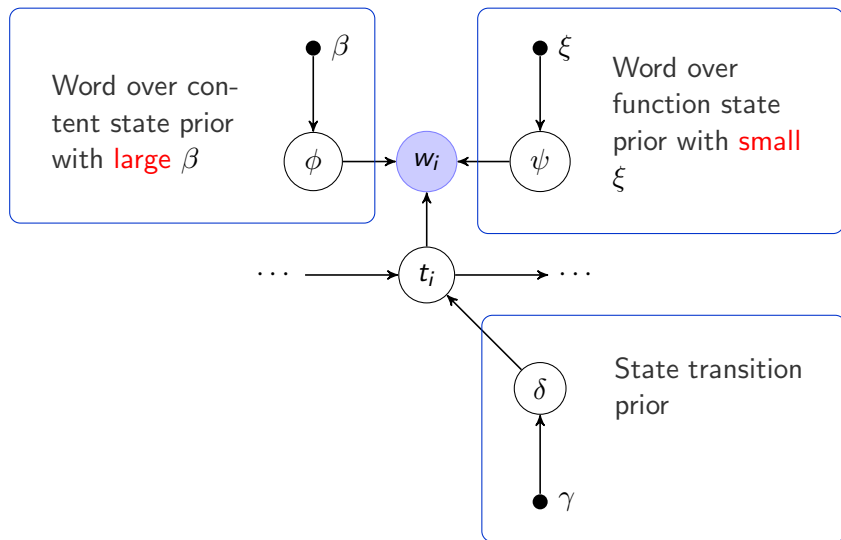 β
Word over con-
tent state prior
with large β
ϕ
w_i
ξ
Word over
function state
prior with small
ξ
ψ
··· t_i ···
δ
State transition
prior
γ